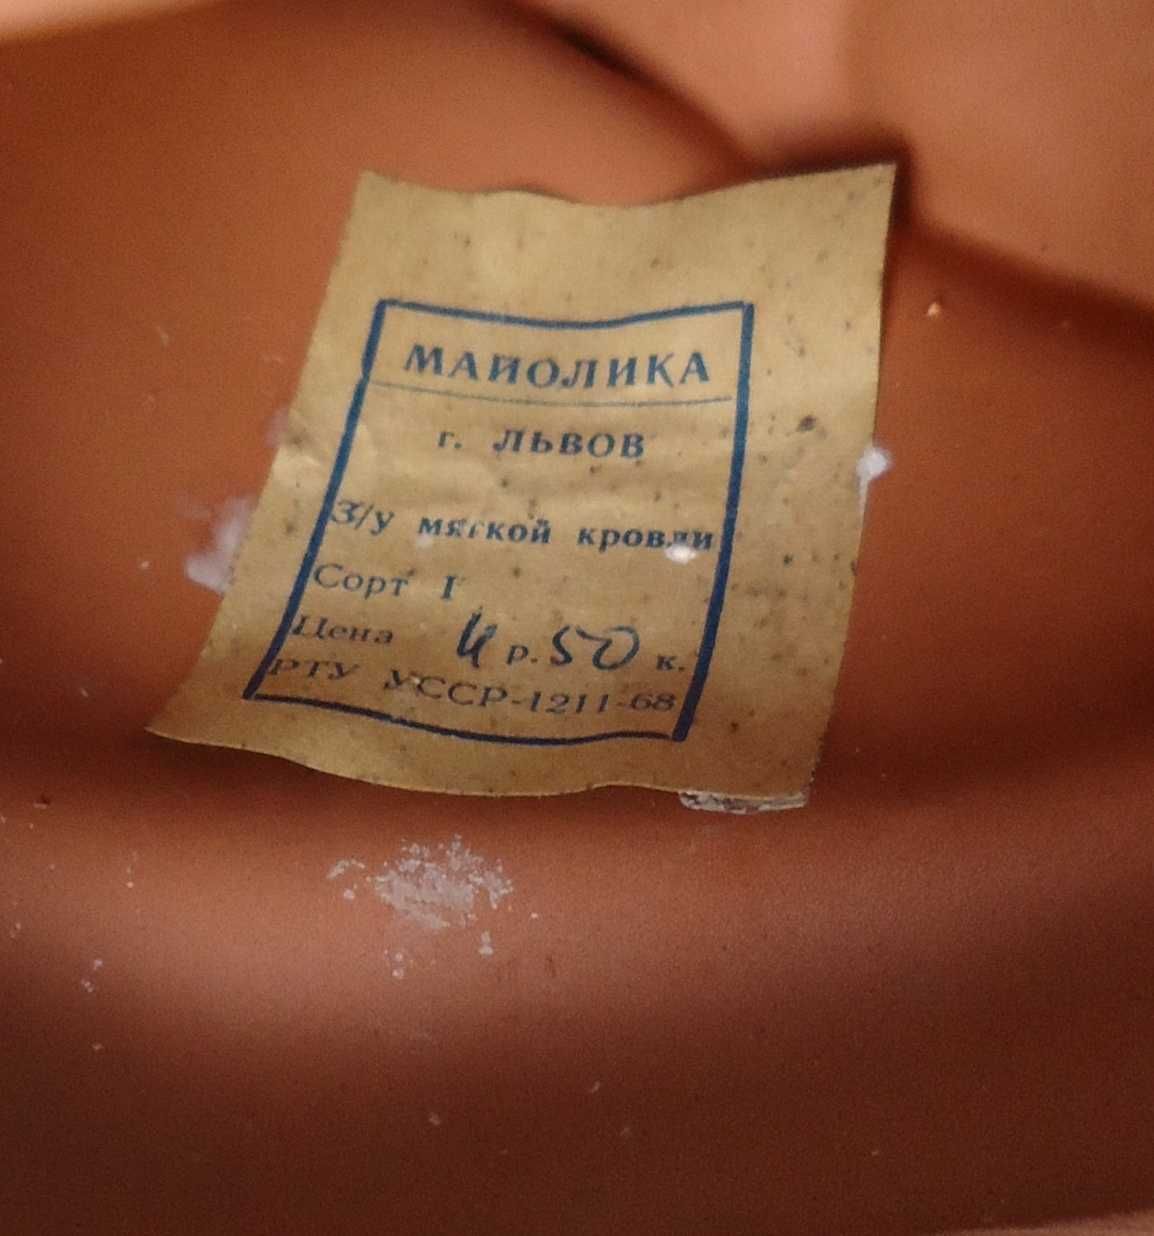 МАЙОЛИКА
г. ЛЬВОВ
З/у мягкой кровли
Сорт I
Цена 4 р. 50 к.
РТУ УССР-1211-68